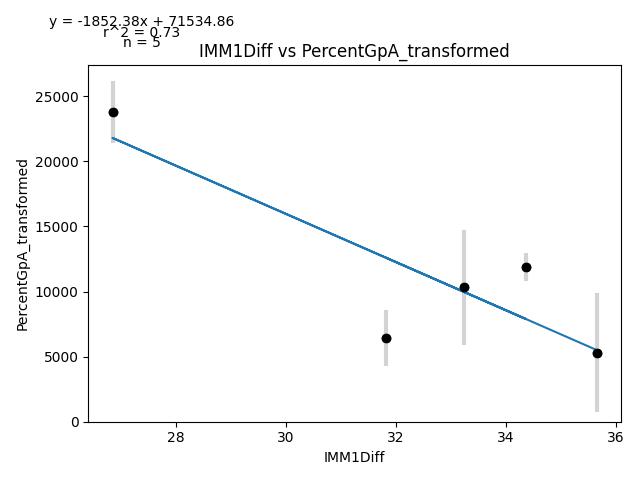 y = -1852.38x + 71534.86
r^2 = 0.73
n = 5
IMM1Diff vs PercentGpA_transformed
PercentGpA_transformed
25000
20000
15000
10000
5000
0
28 30 32 34 36
IMM1Diff